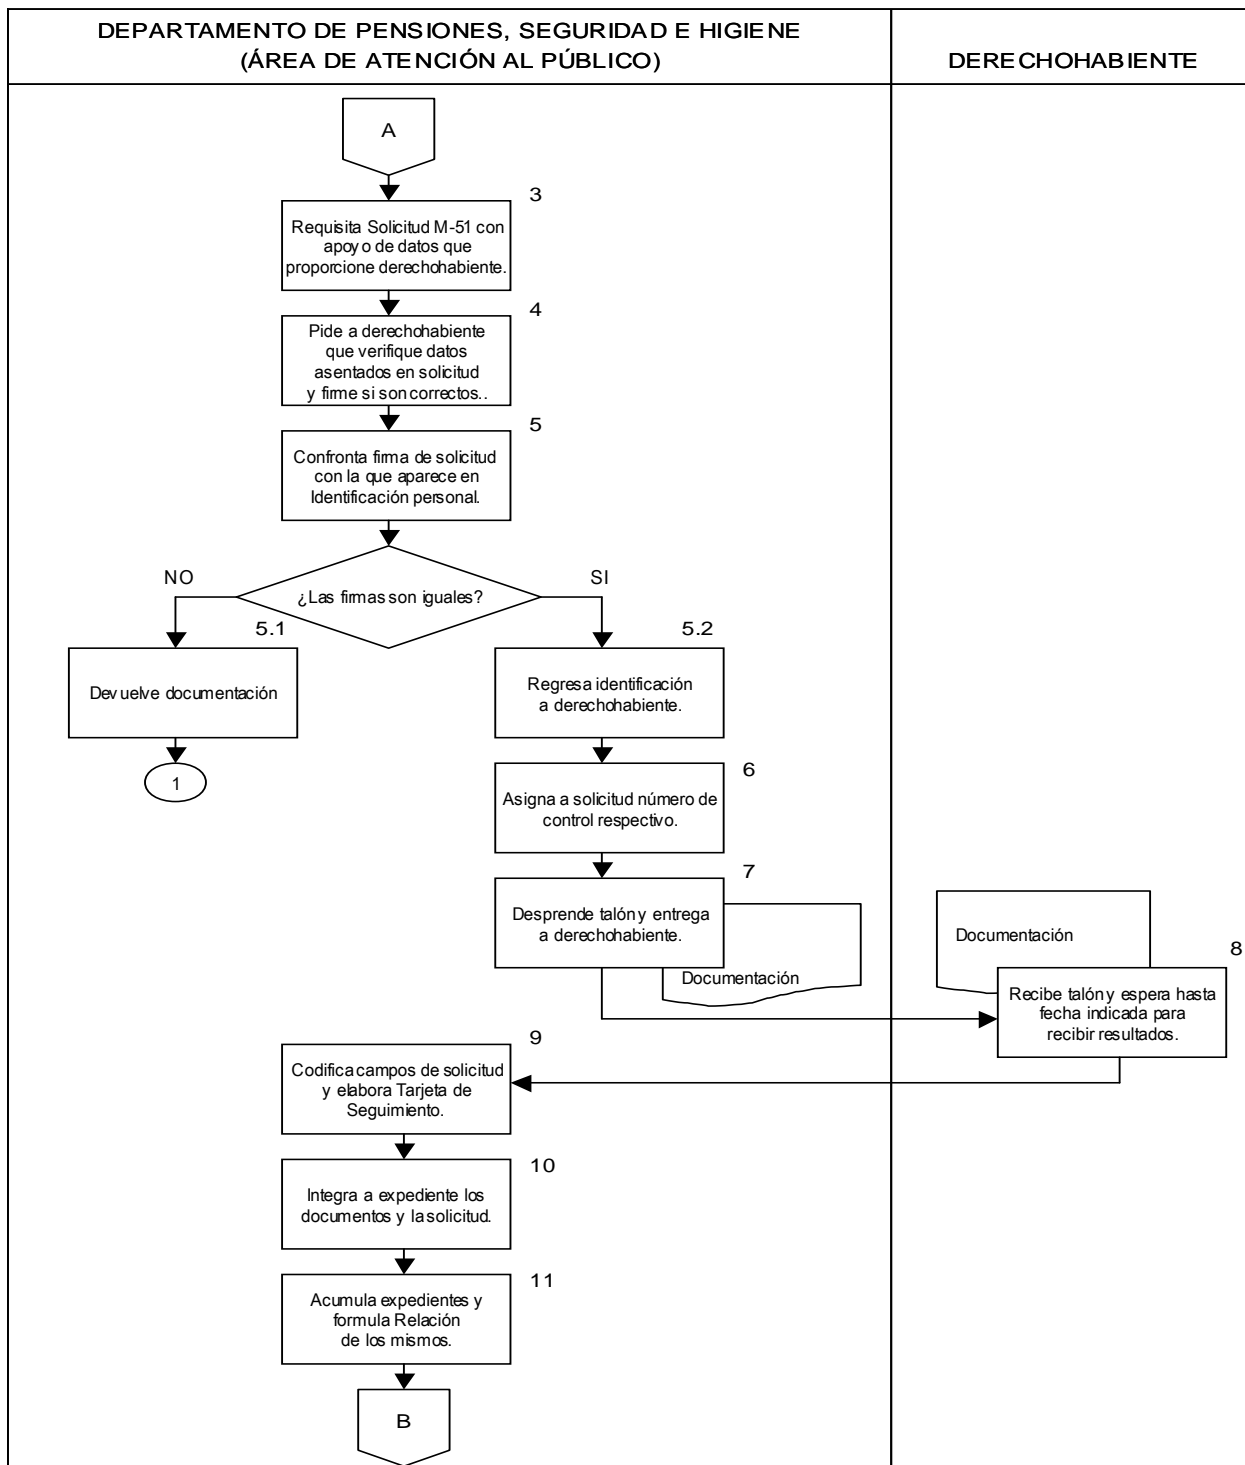 DEPARTAMENTO DE PENSIONES, SEGURIDAD E HIGIENE
(ÁREA DE ATENCIÓN AL PÚBLICO)
DERECHOHABIENTE
A
3
Requisita Solicitud M-51 con
apoyo de datos que
proporcione derechohabiente.
4
Pide a derechohabiente
que verifique datos
asentados en solicitud
y firme si son correctos..
5
Confronta firma de solicitud
con la que aparece en
Identificación personal.
NO
SI
¿Las firmas son iguales?
5.1
5.2
Devuelve documentación
Regresa identificación
a derechohabiente.
1
6
Asigna a solicitud número de
control respectivo.
7
Desprende talón y entrega
a derechohabiente.
Documentación
Documentación
8
Recibe talón y espera hasta
fecha indicada para
recibir resultados.
9
Codifica campos de solicitud
y elabora Tarjeta de
Seguimiento.
10
Integra a expediente los
documentos y la solicitud.
11
Acumula expedientes y
formula Relación
de los mismos.
B